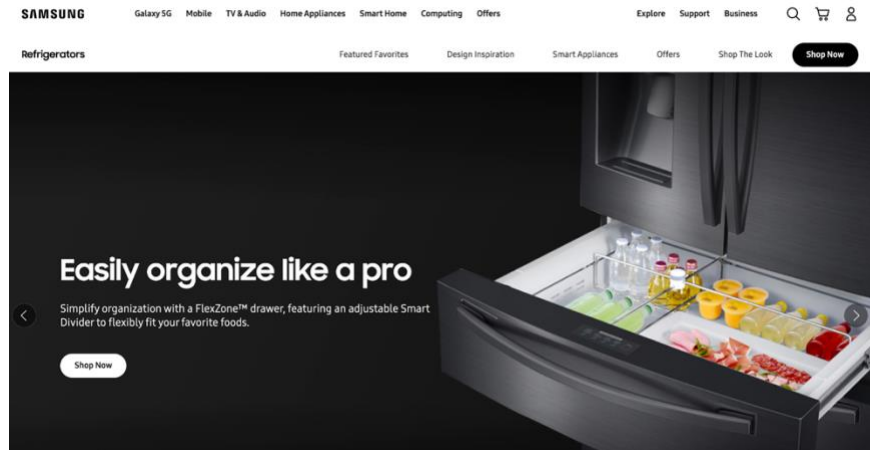 SAMSUNG Galaxy 5G Mobile TV & Audio Home Appliances Smart Home Computing Offers Explore Support Business
Refrigerators Featured Favorites Design Inspiration Smart Appliances Offers Shop The Look Shop Now
Easily organize like a pro
Simplify organization with a FlexZone™ drawer, featuring an adjustable Smart
Divider to flexibly fit your favorite foods.
Shop Now